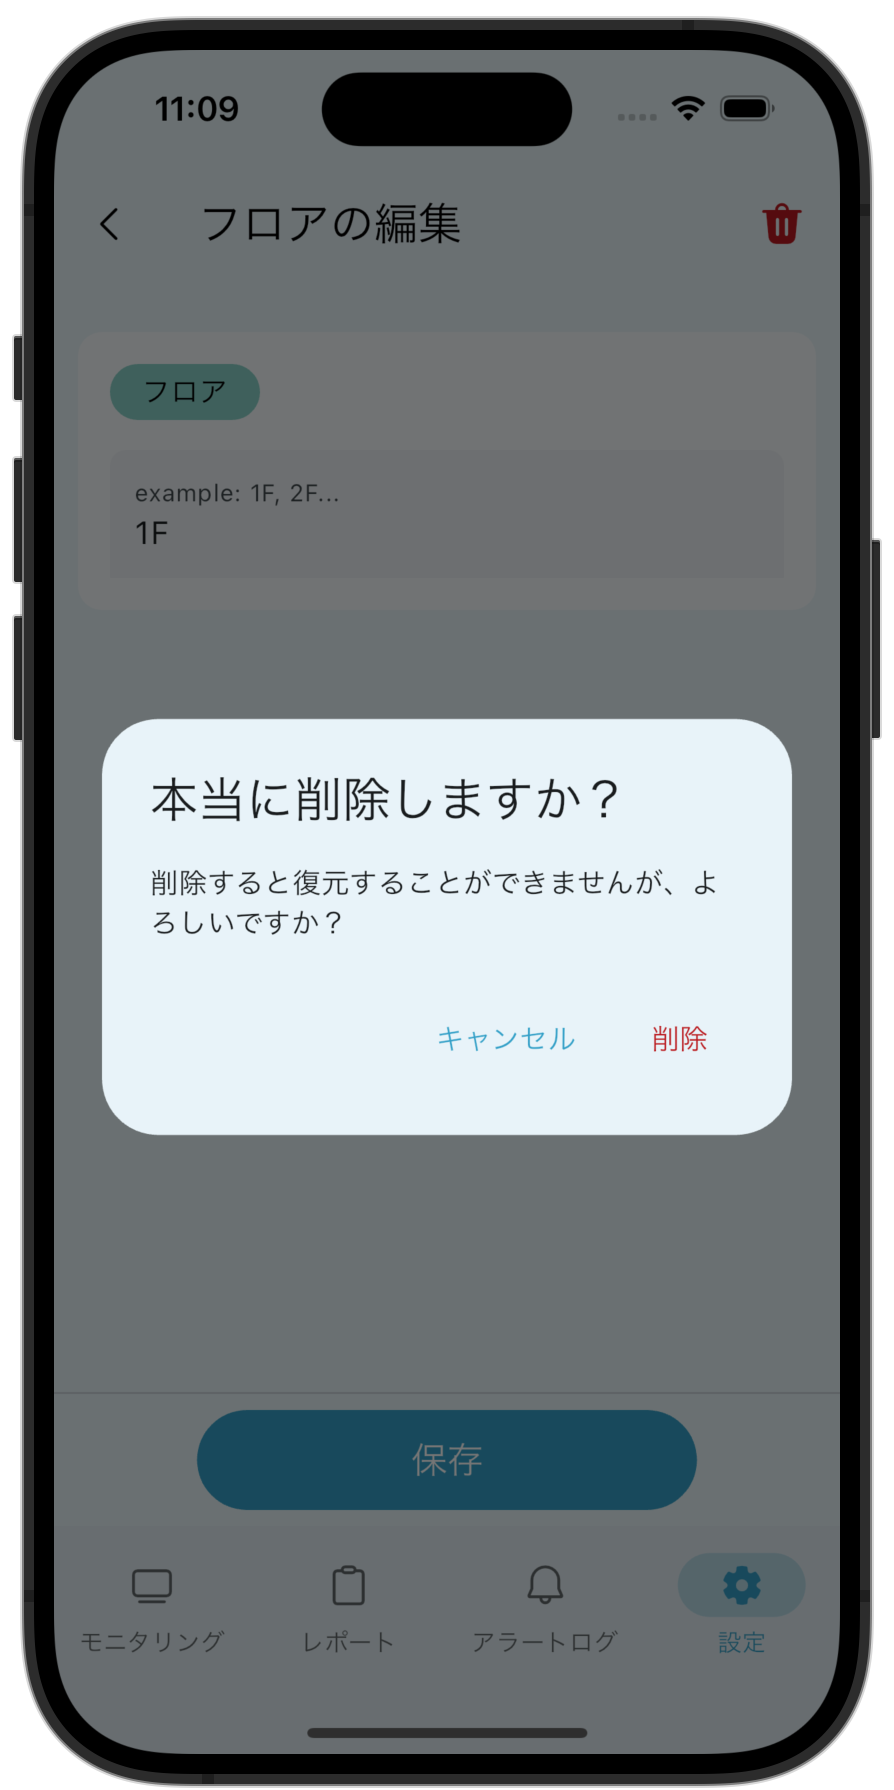 11:09
フロアの編集
フロア
example: 1F, 2F...
1F
本当に削除しますか？
削除すると復元することができませんが、よ
ろしいですか？
キャンセル 削除
保存
モニタリング レポート アラートログ 設定